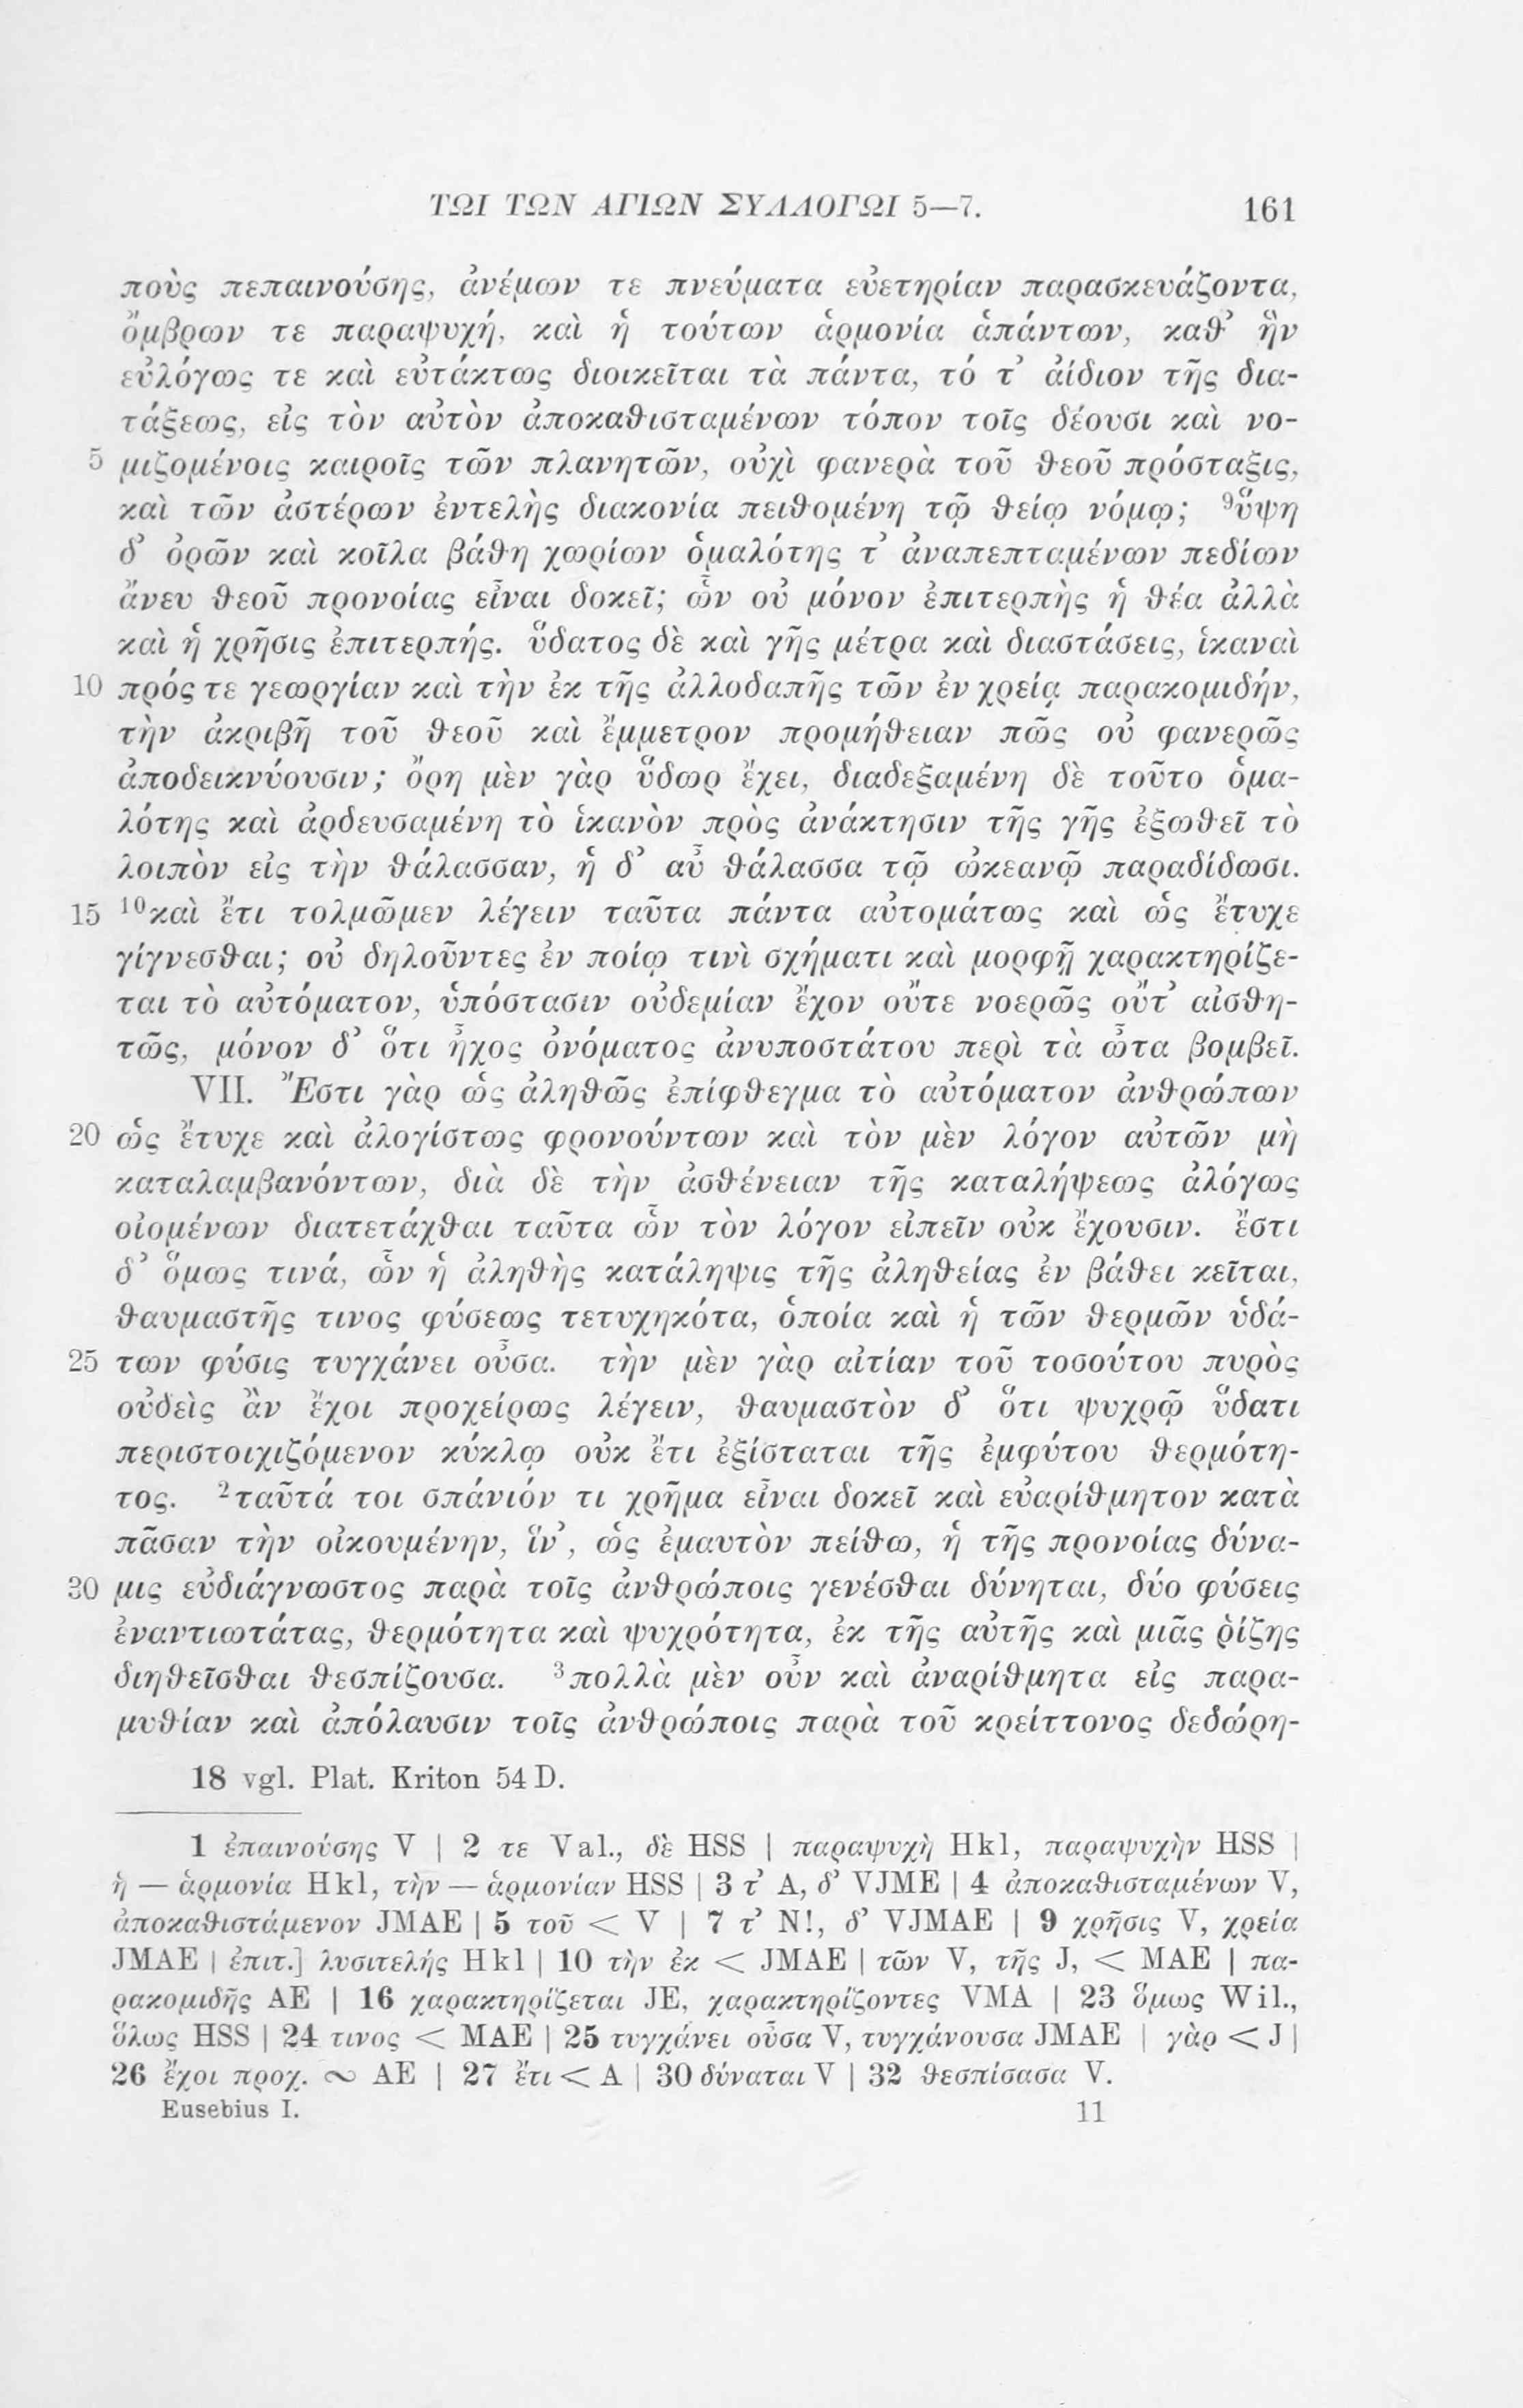 ΤΩΙ ΤΩΝ ΑΓΙΩΝ ΣΥΛΛΟΓΩΙ 5—7. 161
πους πεπαινούσης, ἀνέμων τε πνεύματα εὐετηρίαν παρασκευάζοντα,
ὄμβρων τε παραψυχή, καὶ ἡ τούτων ἁρμονία ἁπάντων, καθ’ ἣν
εὐλόγως τε καὶ εὐτάκτως διοικεῖται τὰ πάντα, τό τ’ ἀίδιον τῆς δια-
τάξεως, εἰς τὸν αὐτὸν ἀποκαθισταμένων τόπον τοῖς δέουσι καὶ νο-
5 μιζομένοις καιροῖς τῶν πλανητῶν, οὐχὶ φανερὰ τοῦ θεοῦ πρόσταξις,
καὶ τῶν ἀστέρων ἐντελὴς διακονία πειθομένη τῷ θείῳ νόμῳ; ⁹ὕψη
δ’ ὀρῶν καὶ κοῖλα βάθη χωρίων ὁμαλότης τ’ ἀναπεπταμένων πεδίων
ἄνευ θεοῦ προνοίας εἶναι δοκεῖ; ὧν οὐ μόνον ἐπιτερπὴς ἡ θέα ἀλλὰ
καὶ ἡ χρῆσις ἐπιτερπής. ὕδατος δὲ καὶ γῆς μέτρα καὶ διαστάσεις, ἱκαναὶ
10 πρός τε γεωργίαν καὶ τὴν ἐκ τῆς ἀλλοδαπῆς τῶν ἐν χρείᾳ παρακομιδήν,
τὴν ἀκριβῆ τοῦ θεοῦ καὶ ἔμμετρον προμήθειαν πῶς οὐ φανερῶς
ἀποδεικνύουσιν; ὄρη μὲν γὰρ ὕδωρ ἔχει, διαδεξαμένη δὲ τοῦτο ὁμα-
λότης καὶ ἀρδευσαμένη τὸ ἱκανὸν πρὸς ἀνάκτησιν τῆς γῆς ἐξωθεῖ τὸ
λοιπὸν εἰς τὴν θάλασσαν, ἡ δ’ αὖ θάλασσα τῷ ὠκεανῷ παραδίδωσι.
15 ¹⁰καὶ ἔτι τολμῶμεν λέγειν ταῦτα πάντα αὐτομάτως καὶ ὡς ἔτυχε
γίγνεσθαι; οὐ δηλοῦντες ἐν ποίῳ τινὶ σχήματι καὶ μορφῇ χαρακτηρίζε-
ται τὸ αὐτόματον, ὑπόστασιν οὐδεμίαν ἔχον οὔτε νοερῶς οὔτ’ αἰσθη-
τῶς, μόνον δ’ ὅτι ἦχος ὀνόματος ἀνυποστάτου περὶ τὰ ὦτα βομβεῖ.
VII. Ἔστι γὰρ ὡς ἀληθῶς ἐπίφθεγμα τὸ αὐτόματον ἀνθρώπων
20 ὡς ἔτυχε καὶ ἀλογίστως φρονούντων καὶ τὸν μὲν λόγον αὐτῶν μὴ
καταλαμβανόντων, διὰ δὲ τὴν ἀσθένειαν τῆς καταλήψεως ἀλόγως
οἰομένων διατετάχθαι ταῦτα ὧν τὸν λόγον εἰπεῖν οὐκ ἔχουσιν. ἔστι
δ’ ὅμως τινά, ὧν ἡ ἀληθὴς κατάληψις τῆς ἀληθείας ἐν βάθει κεῖται,
θαυμαστῆς τινος φύσεως τετυχηκότα, ὁποία καὶ ἡ τῶν θερμῶν ὑδά-
25 των φύσις τυγχάνει οὖσα. τὴν μὲν γὰρ αἰτίαν τοῦ τοσούτου πυρὸς
οὐδεὶς ἂν ἔχοι προχείρως λέγειν, θαυμαστὸν δ’ ὅτι ψυχρῷ ὕδατι
περιστοιχιζόμενον κύκλῳ οὐκ ἔτι ἐξίσταται τῆς ἐμφύτου θερμότη-
τος. ²ταῦτά τοι σπάνιόν τι χρῆμα εἶναι δοκεῖ καὶ εὐαρίθμητον κατὰ
πᾶσαν τὴν οἰκουμένην, ἵν’, ὡς ἐμαυτὸν πείθω, ἡ τῆς προνοίας δύνα-
30 μις εὐδιάγνωστος παρὰ τοῖς ἀνθρώποις γενέσθαι δύνηται, δύο φύσεις
ἐναντιωτάτας, θερμότητα καὶ ψυχρότητα, ἐκ τῆς αὐτῆς καὶ μιᾶς ῥίζης
διηθεῖσθαι θεσπίζουσα. ³πολλὰ μὲν οὖν καὶ ἀναρίθμητα εἰς παρα-
μυθίαν καὶ ἀπόλαυσιν τοῖς ἀνθρώποις παρὰ τοῦ κρείττονος δεδώρη-
18 vgl. Plat. Kriton 54 D.
1 ἐπαινούσης V | 2 τε Val., δὲ HSS | παραψυχὴ Hkl, παραψυχὴν HSS |
ἡ — ἁρμονία Hkl, τὴν — ἁρμονίαν HSS | 3 τ’ A, δ’ VJME | 4 ἀποκαθισταμένων V,
ἀποκαθιστάμενον JMAE | 5 τοῦ < V | 7 τ’ N!, δ’ VJMAE | 9 χρῆσις V, χρεία
JMAE | ἐπιτ.] λυσιτελής Hkl | 10 τὴν ἐκ < JMAE | τῶν V, τῆς J, < MAE | πα-
ρακομιδῆς AE | 16 χαρακτηρίζεται JE, χαρακτηρίζοντες VMA | 23 ὅμως Wil.,
ὅλως HSS | 24 τινος < MAE | 25 τυγχάνει οὖσα V, τυγχάνουσα JMAE | γὰρ < J |
26 ἔχοι προχ. ∾ AE | 27 ἔτι < A | 30 δύναται V | 32 θεσπίσασα V.
Eusebius I. 11